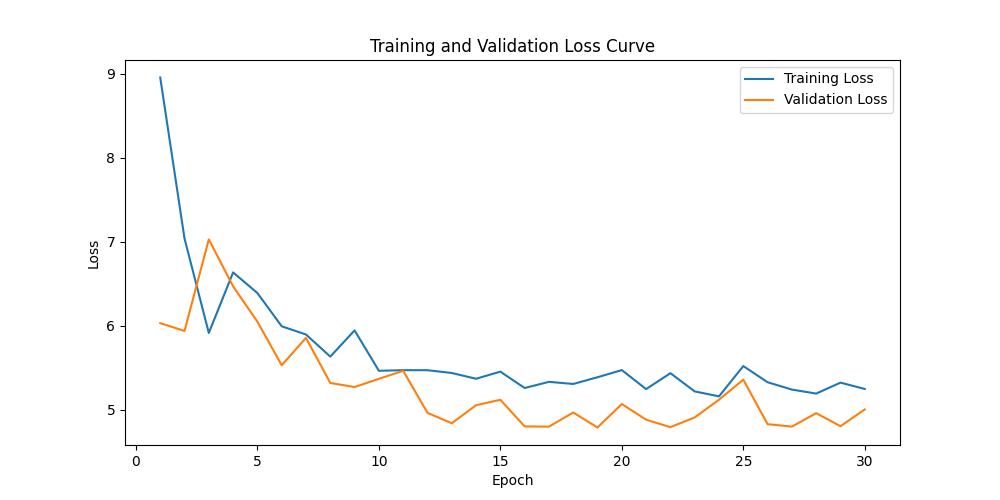 Training and Validation Loss Curve
Training Loss
Validation Loss
9
8
7
6
5
Loss
0 5 10 15 20 25 30
Epoch